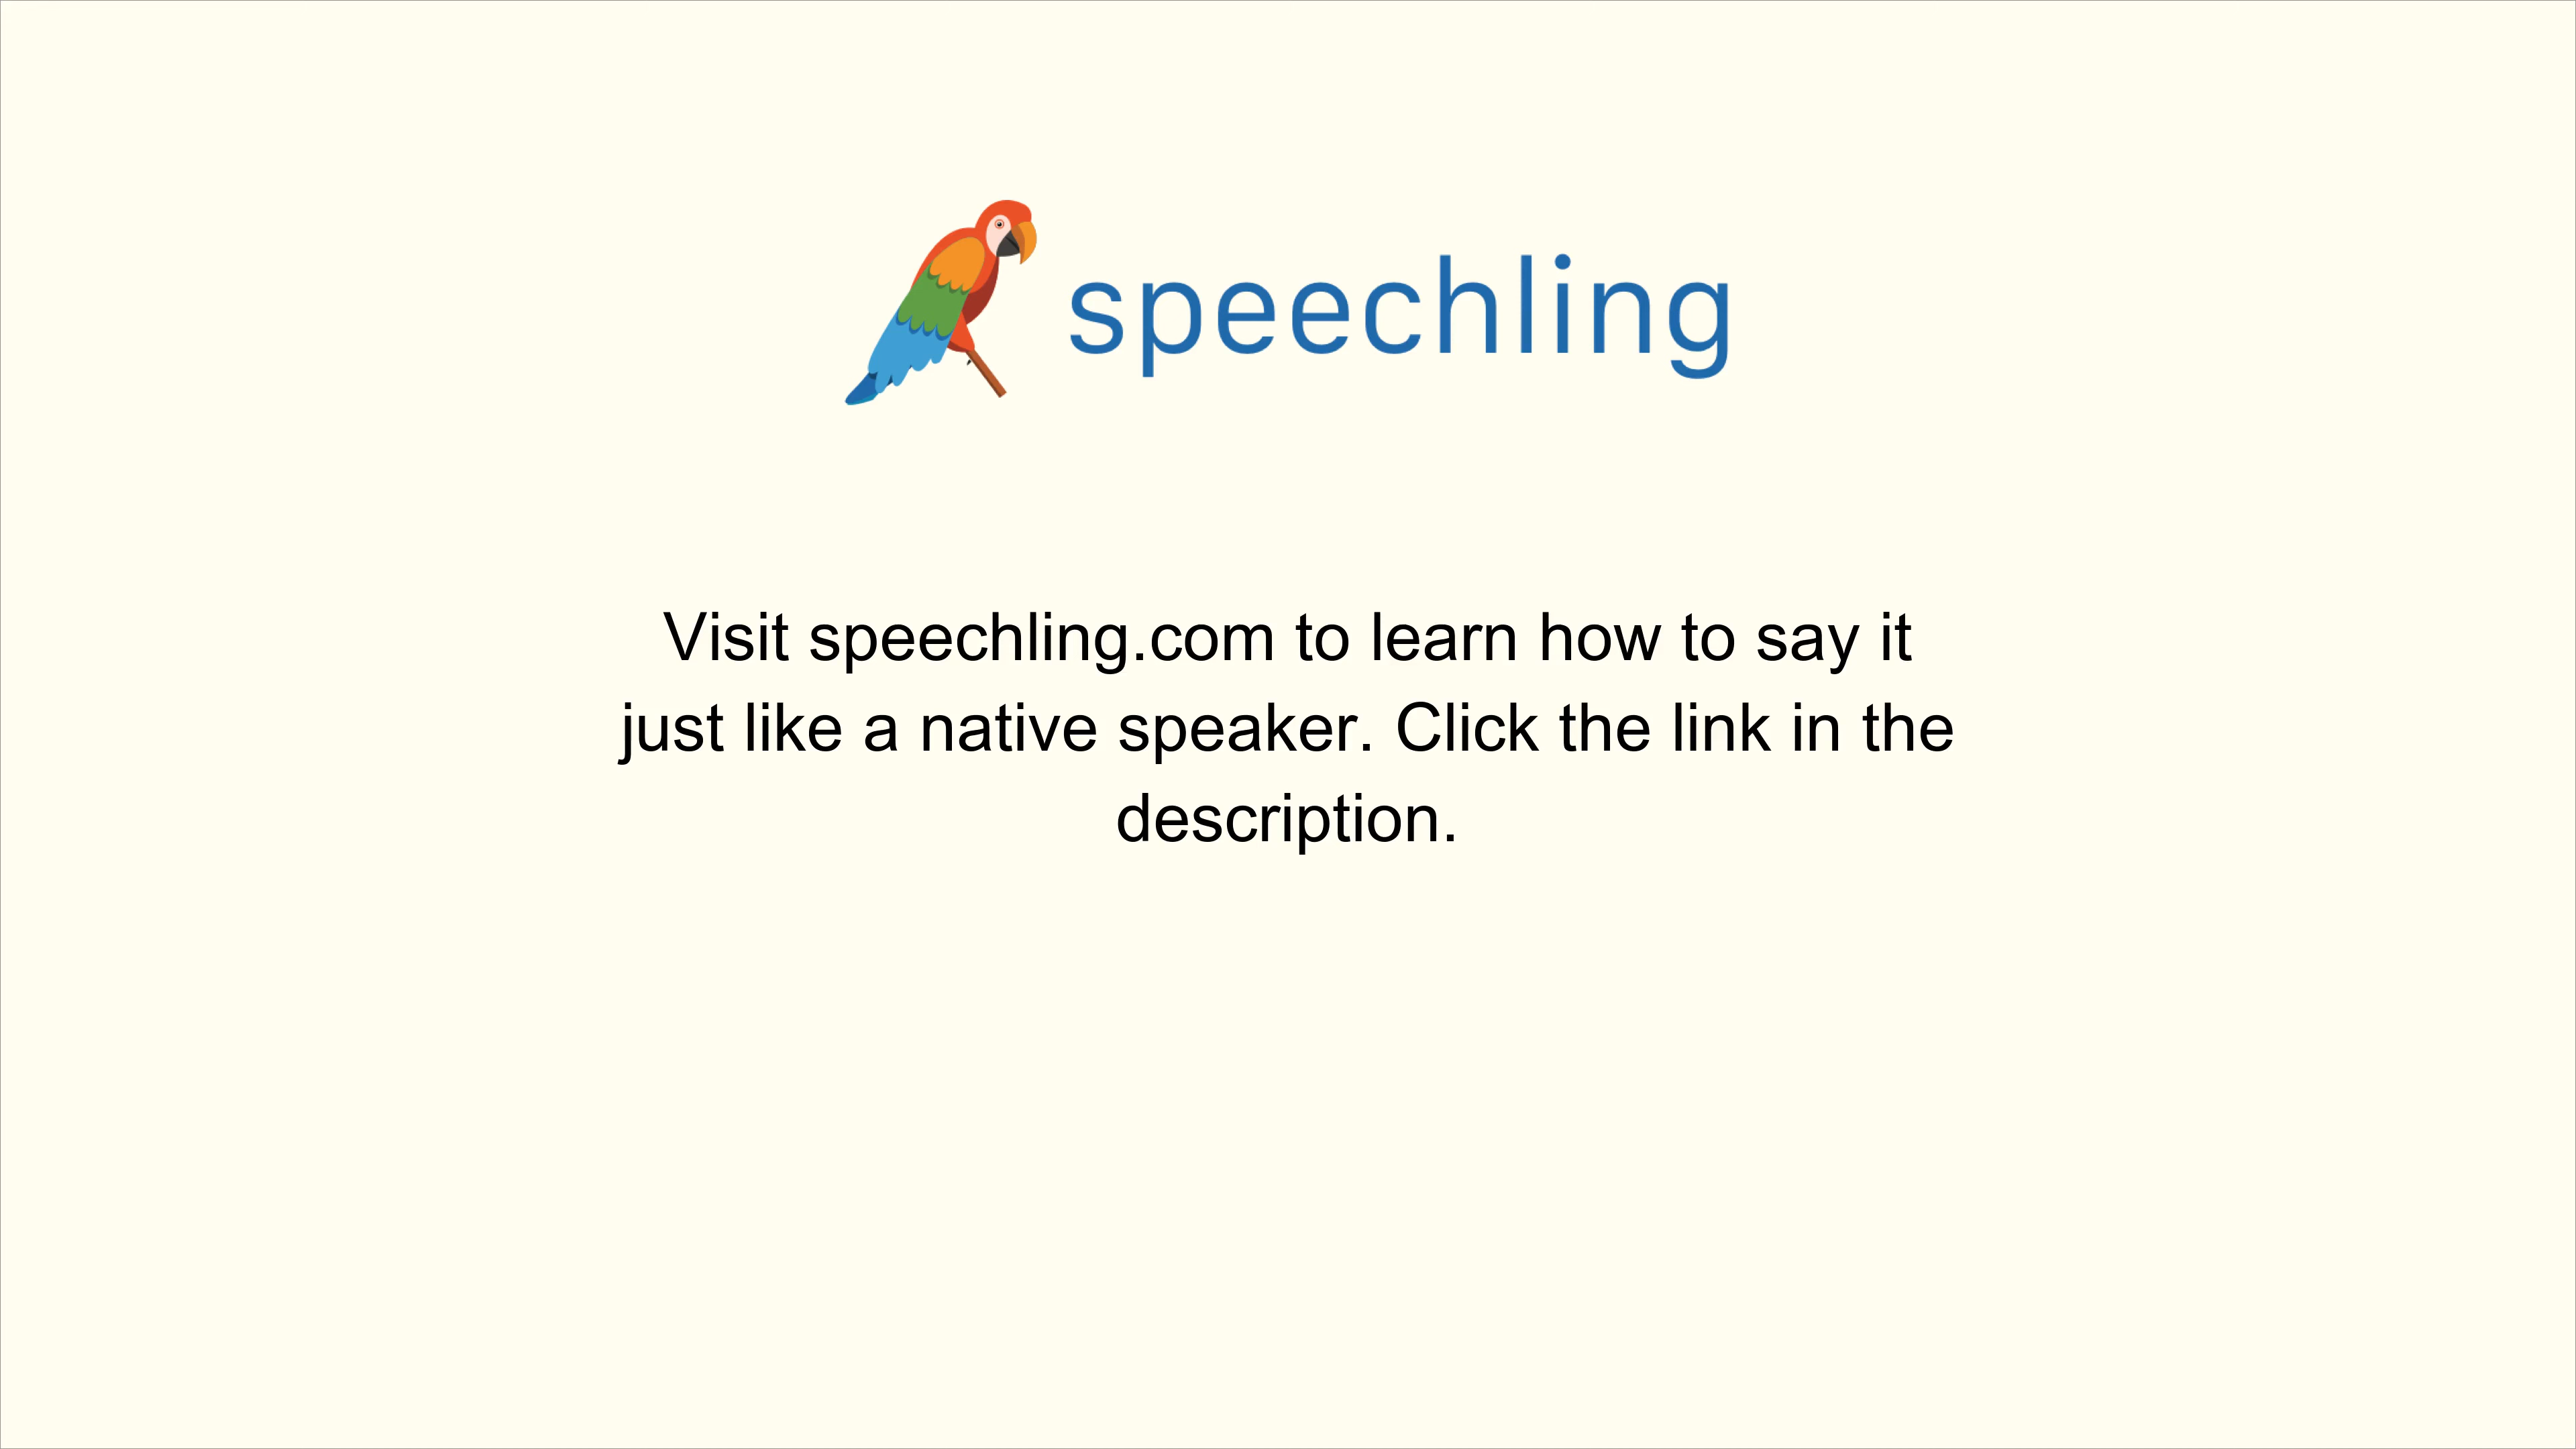 speechling
Visit speechling.com to learn how to say it
just like a native speaker. Click the link in the
description.